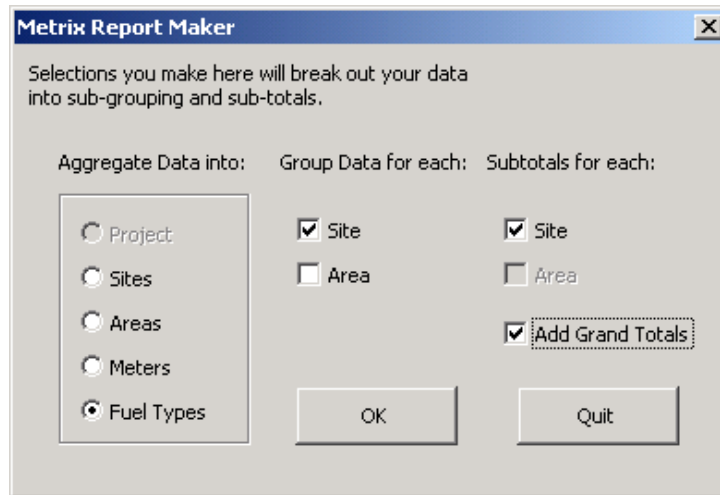 Metrix Report Maker
Selections you make here will break out your data
into sub-grouping and sub-totals.
Aggregate Data into:
Project
Sites
Areas
Meters
Fuel Types
Group Data for each:
Site
Area
Subtotals for each:
Site
Area
Add Grand Totals
OK
Quit